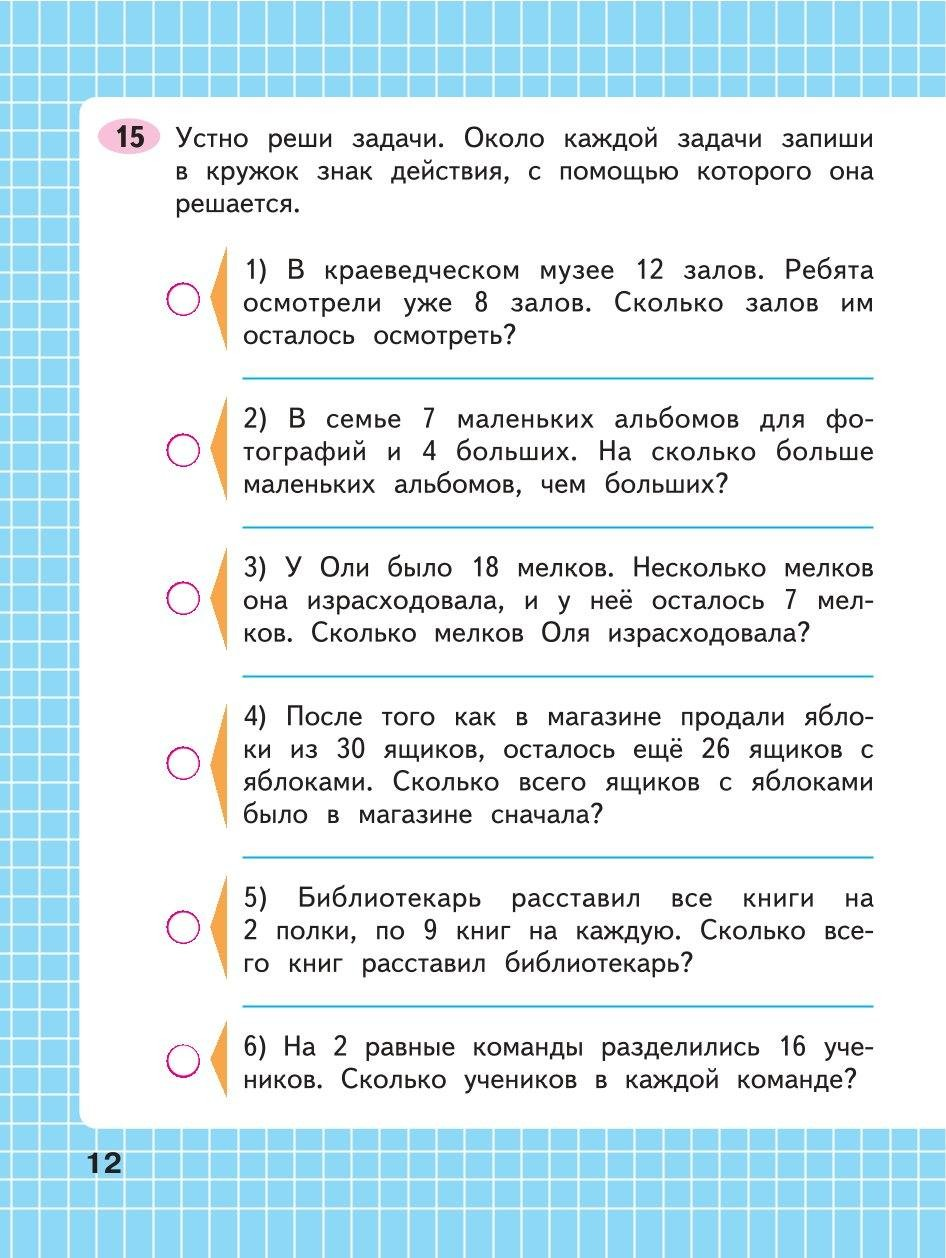 15 Устно реши задачи. Около каждой задачи запиши
в кружок знак действия, с помощью которого она
решается.
1) В краеведческом музее 12 залов. Ребята
осмотрели уже 8 залов. Сколько залов им
осталось осмотреть?
2) В семье 7 маленьких альбомов для фо-
тографий и 4 больших. На сколько больше
маленьких альбомов, чем больших?
3) У Оли было 18 мелков. Несколько мелков
она израсходовала, и у неё осталось 7 мел-
ков. Сколько мелков Оля израсходовала?
4) После того как в магазине продали ябло-
ки из 30 ящиков, осталось ещё 26 ящиков с
яблоками. Сколько всего ящиков с яблоками
было в магазине сначала?
5) Библиотекарь расставил все книги на
2 полки, по 9 книг на каждую. Сколько все-
го книг расставил библиотекарь?
6) На 2 равные команды разделились 16 уче-
ников. Сколько учеников в каждой команде?
12